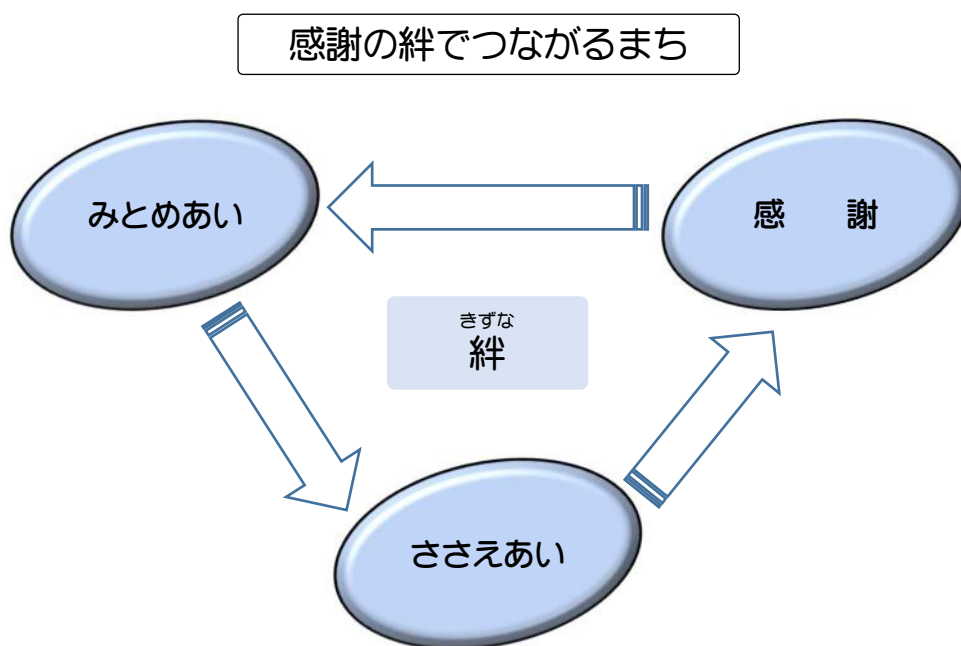 感謝の絆でつながるまち
みとめあい
感　謝
きずな
絆
ささえあい